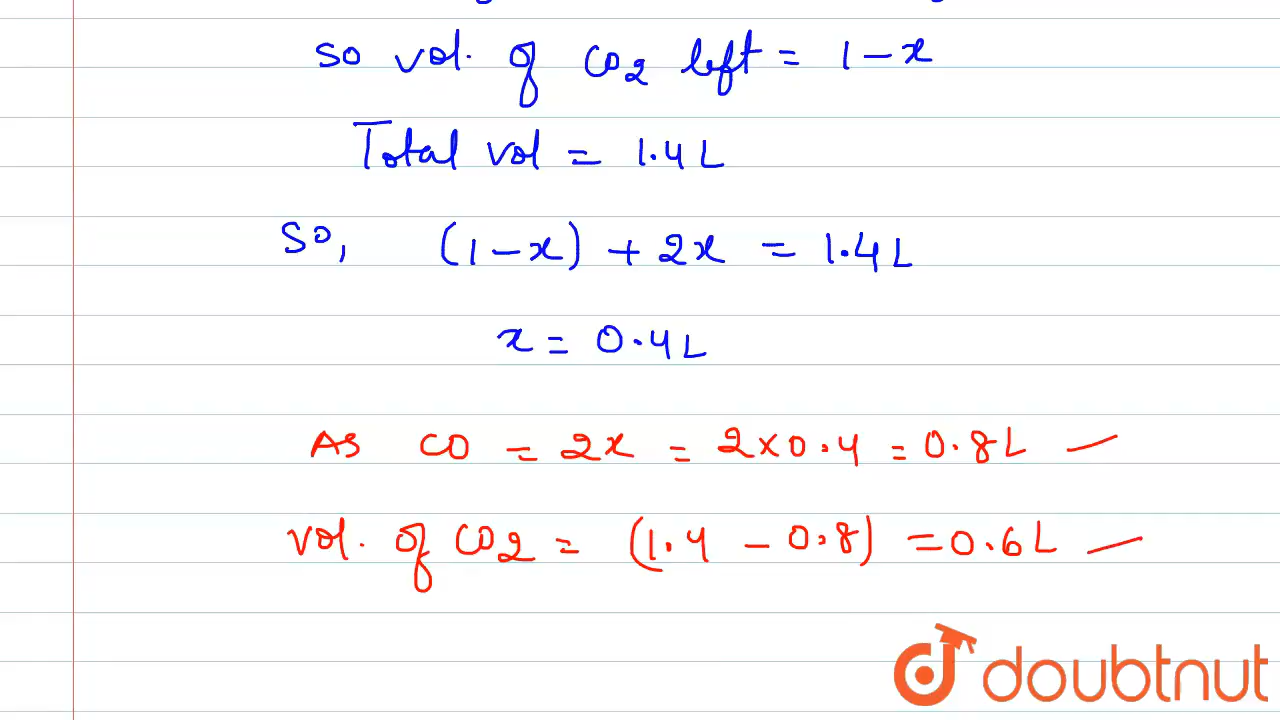 so vol. of CO2 left = 1 - x
Total vol = 1.4 L
So, (1-x) + 2x = 1.4 L
x = 0.4 L
As CO = 2x = 2×0.4 = 0.8 L
vol. of CO2 = (1.4 - 0.8) = 0.6 L
doubtnut